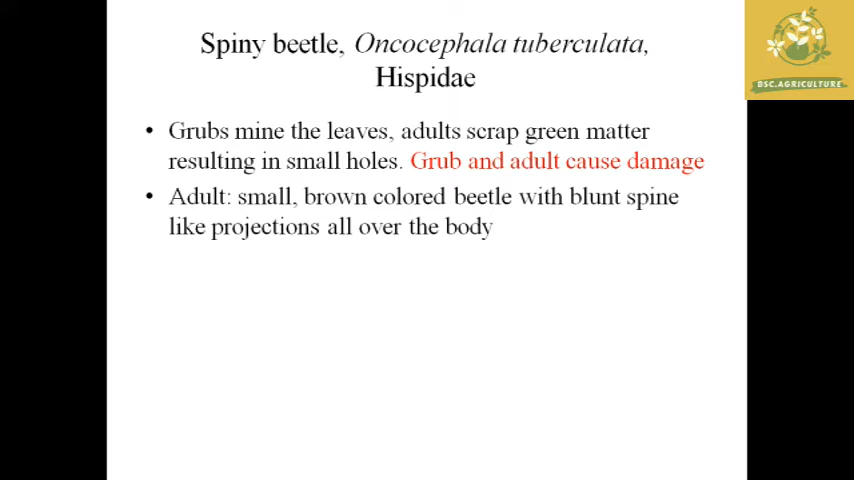 Spiny beetle, Oncocephala tuberculata,
Hispidae
BSC.AGRICULTURE
• Grubs mine the leaves, adults scrap green matter
resulting in small holes. Grub and adult cause damage
• Adult: small, brown colored beetle with blunt spine
like projections all over the body